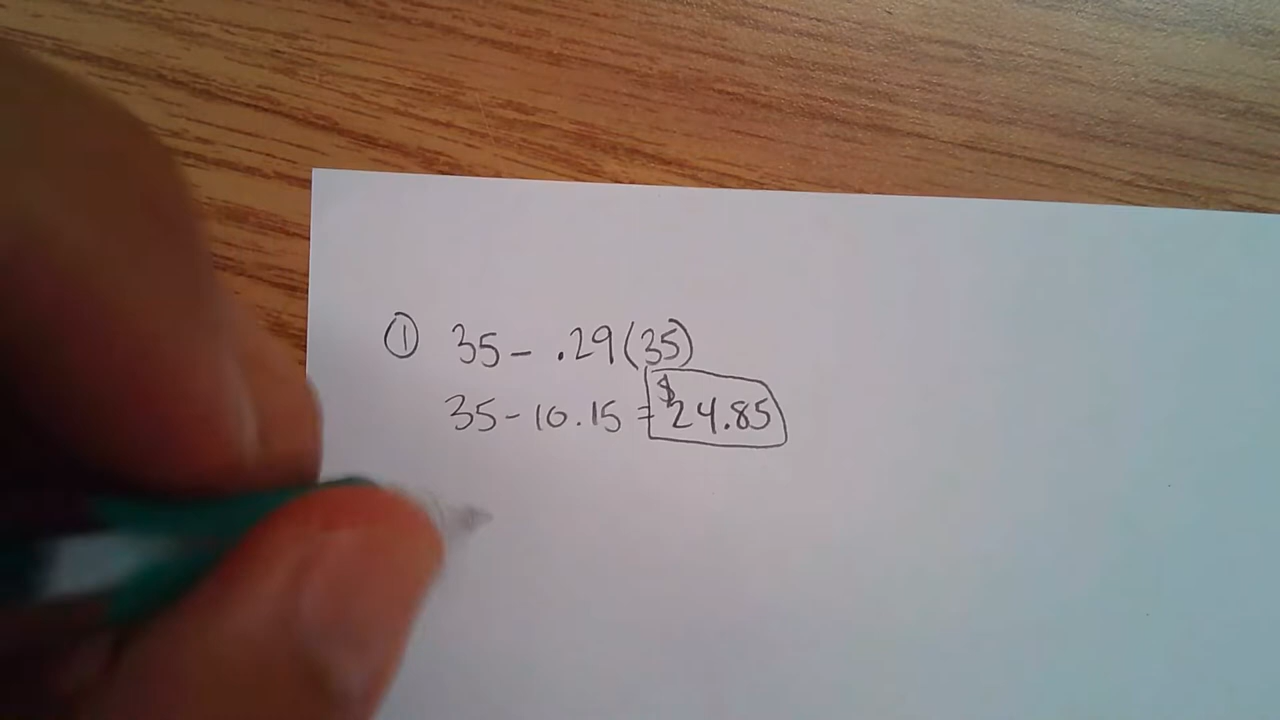 ① 35 - .29(35)
35 - 10.15 = $24.85